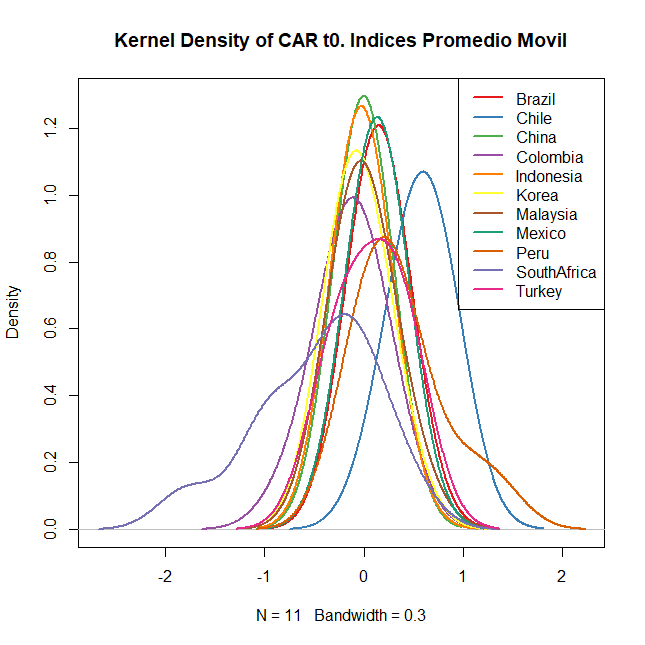 Kernel Density of CAR t0. Indices Promedio Movil
Brazil
Chile
China
Colombia
Indonesia
Korea
Malaysia
Mexico
Peru
SouthAfrica
Turkey
Density
1.2
1.0
0.8
0.6
0.4
0.2
0.0
-2
-1
0
1
2
N = 11   Bandwidth = 0.3